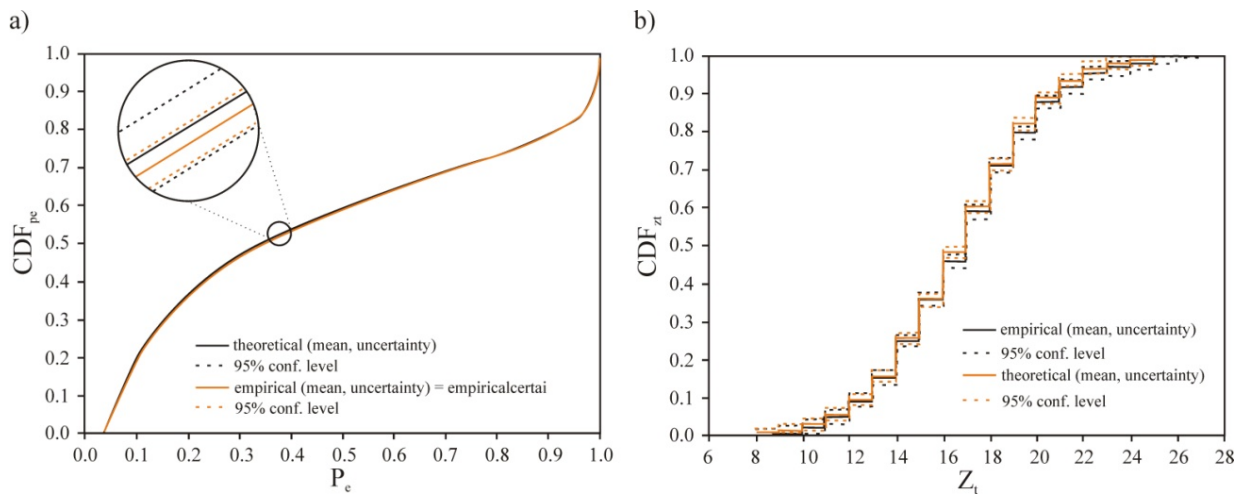 a)
1.0
0.9
0.8
0.7
0.6
0.5
0.4
0.3
0.2
0.1
0.0
CDFpe
theoretical (mean, uncertainty)
95% conf. level
empirical (mean, uncertainty) = empiricalcertai
95% conf. level
0.0 0.1 0.2 0.3 0.4 0.5 0.6 0.7 0.8 0.9 1.0
Pe
b)
1.0
0.9
0.8
0.7
0.6
0.5
0.4
0.3
0.2
0.1
0.0
CDFzt
empirical (mean, uncertainty)
95% conf. level
theoretical (mean, uncertainty)
95% conf. level
6 8 10 12 14 16 18 20 22 24 26 28
Zt